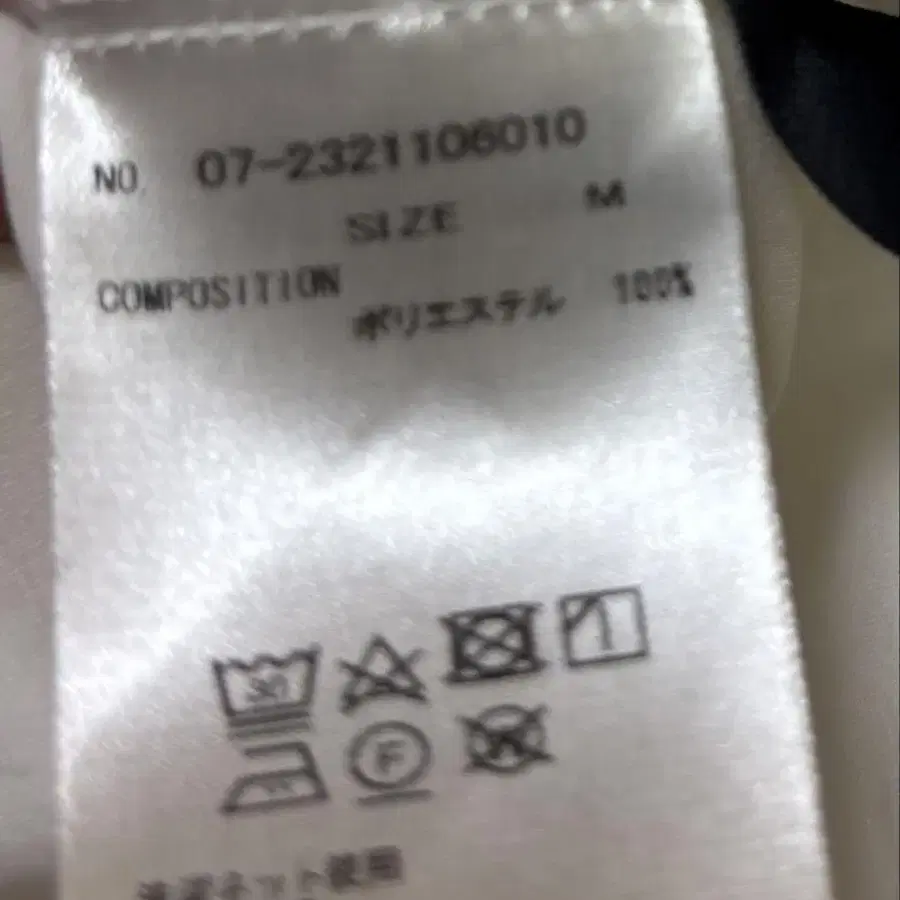 NO. 07-2321106010
SIZE M
COMPOSITION
ポリエステル 100%
30
F
洗濯ネット使用